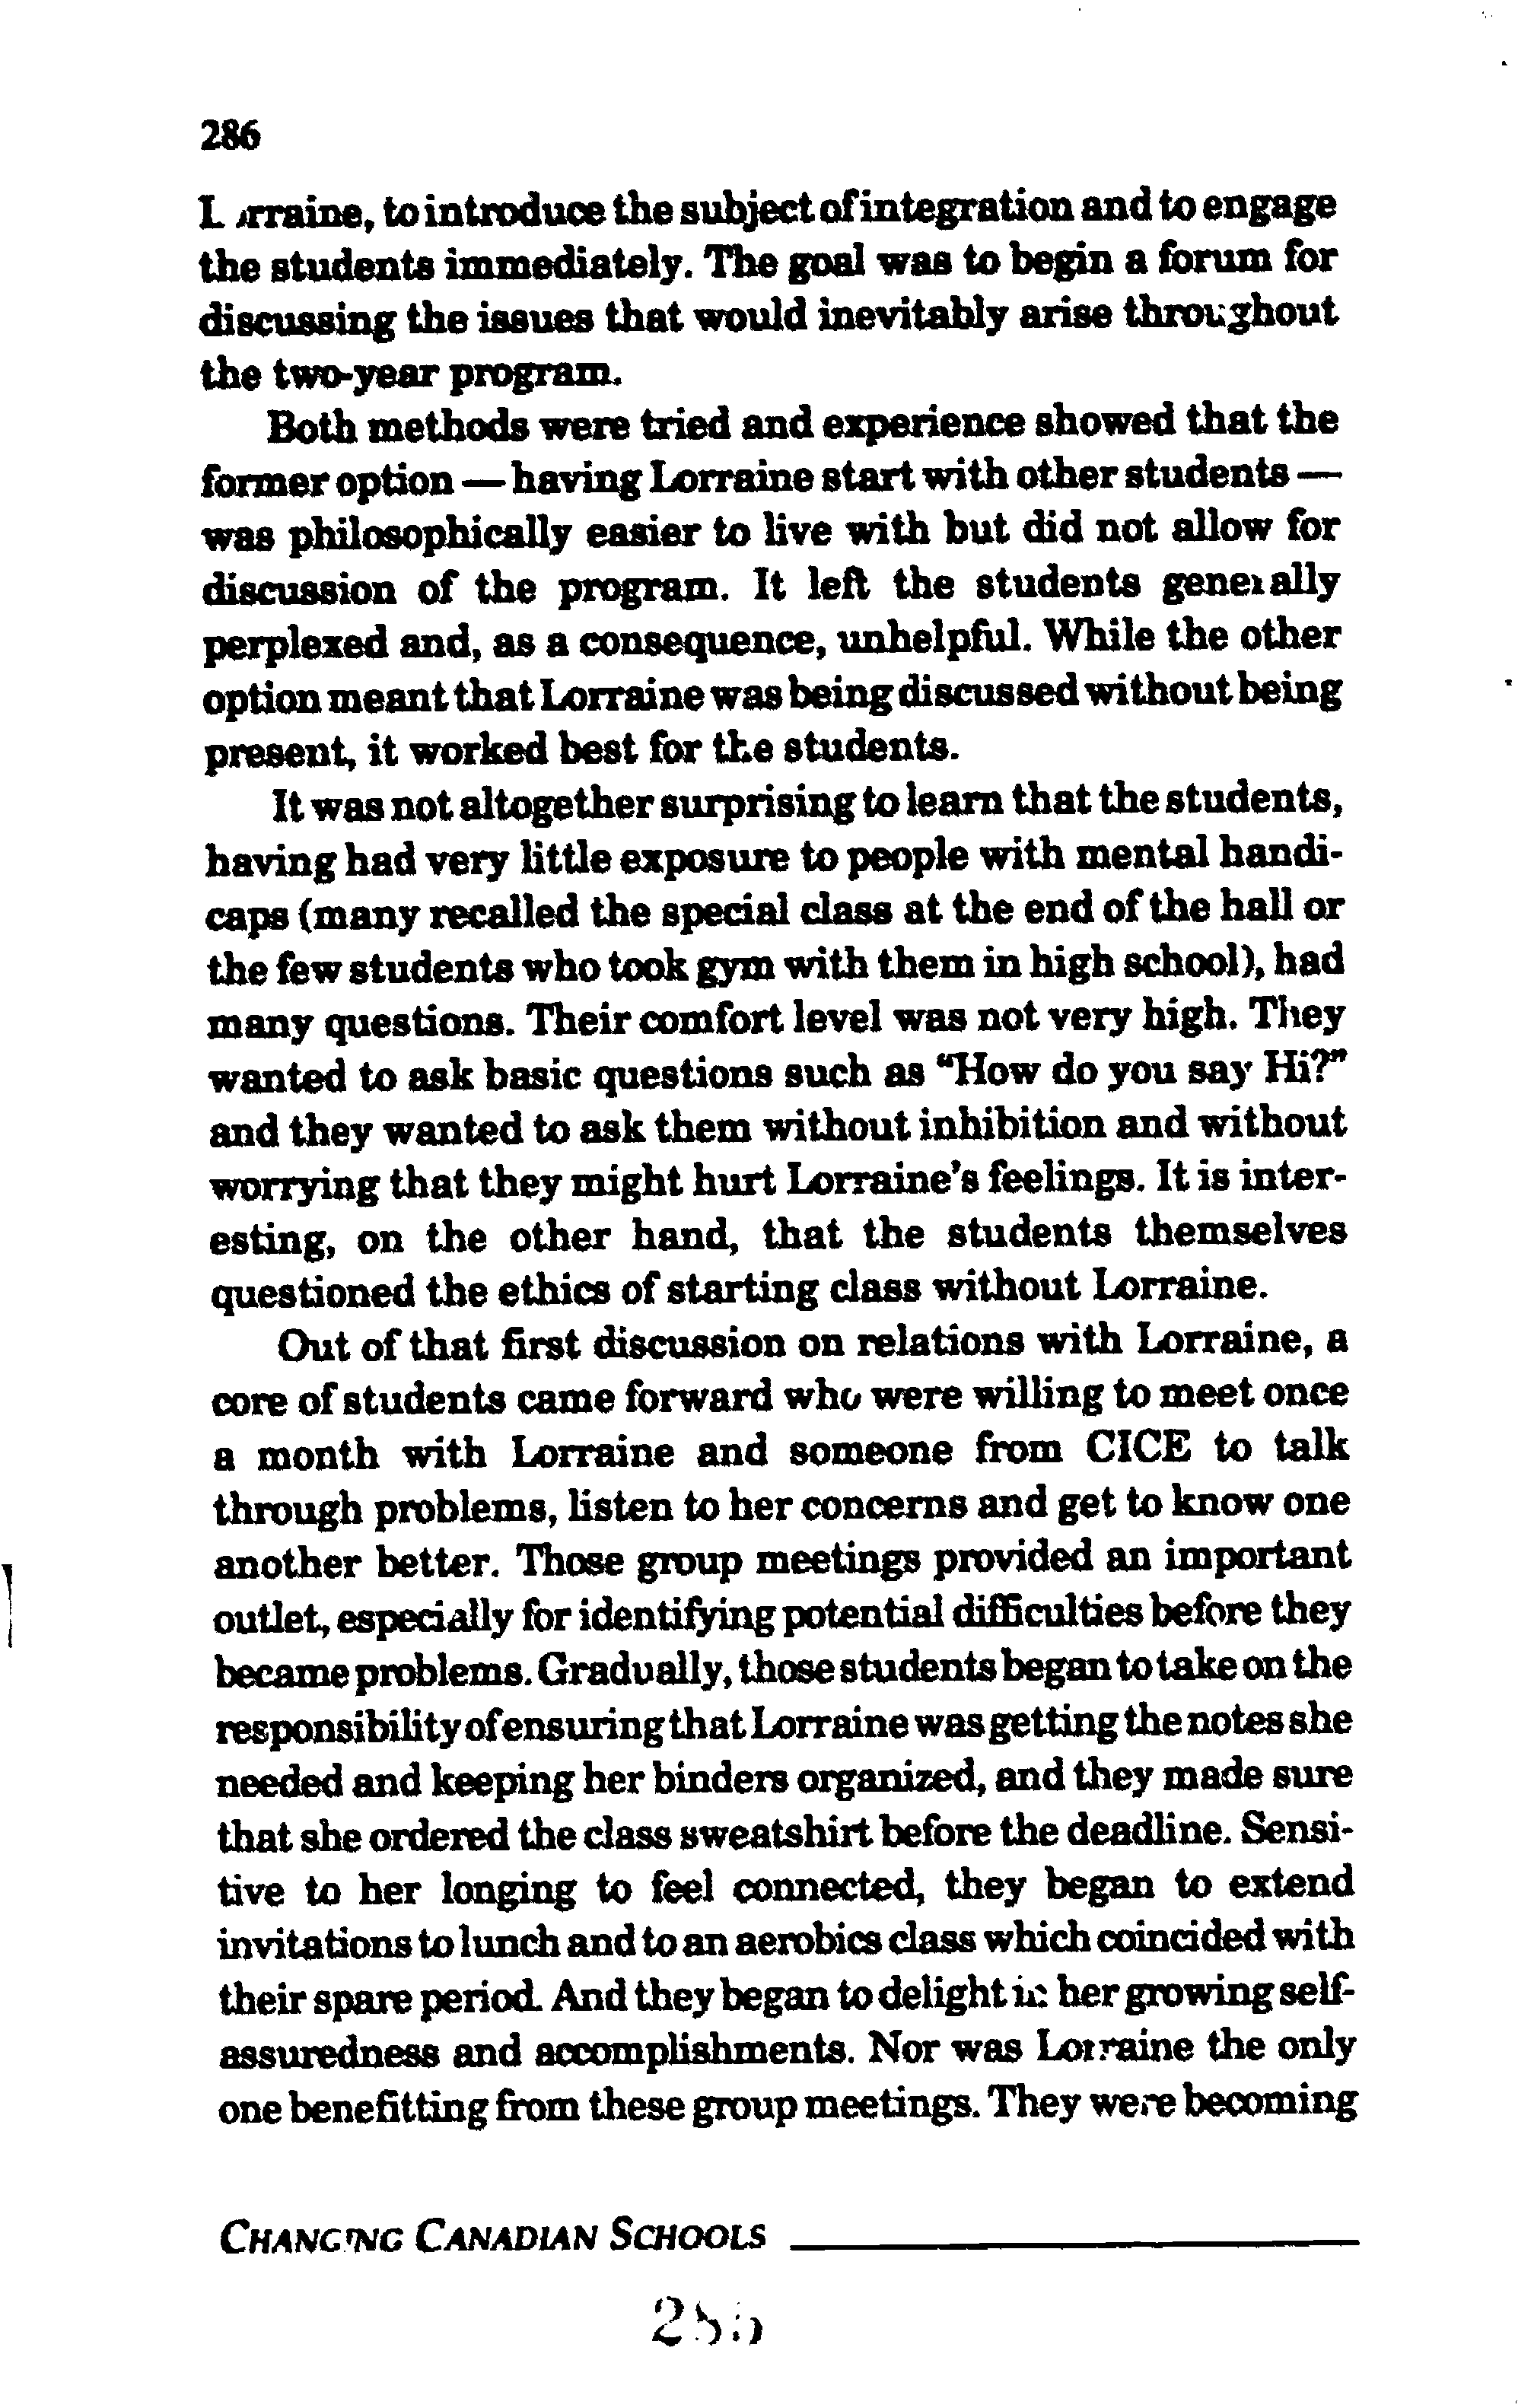 286
Lorraine, to introduce the subject of integration and to engage
the students immediately. The goal was to begin a forum for
discussing the issues that would inevitably arise throughout
the two-year program.
Both methods were tried and experience showed that the
former option — having Lorraine start with other students —
was philosophically easier to live with but did not allow for
discussion of the program. It left the students generally
perplexed and, as a consequence, unhelpful. While the other
option meant that Lorraine was being discussed without being
present, it worked best for the students.
It was not altogether surprising to learn that the students,
having had very little exposure to people with mental handi-
caps (many recalled the special class at the end of the hall or
the few students who took gym with them in high school), had
many questions. Their comfort level was not very high. They
wanted to ask basic questions such as "How do you say Hi?"
and they wanted to ask them without inhibition and without
worrying that they might hurt Lorraine's feelings. It is inter-
esting, on the other hand, that the students themselves
questioned the ethics of starting class without Lorraine.
Out of that first discussion on relations with Lorraine, a
core of students came forward who were willing to meet once
a month with Lorraine and someone from CICE to talk
through problems, listen to her concerns and get to know one
another better. Those group meetings provided an important
outlet, especially for identifying potential difficulties before they
became problems. Gradually, those students began to take on the
responsibility of ensuring that Lorraine was getting the notes she
needed and keeping her binders organized, and they made sure
that she ordered the class sweatshirt before the deadline. Sensi-
tive to her longing to feel connected, they began to extend
invitations to lunch and to an aerobics class which coincided with
their spare period. And they began to delight in her growing self-
assuredness and accomplishments. Nor was Lorraine the only
one benefitting from these group meetings. They were becoming
CHANGING CANADIAN SCHOOLS